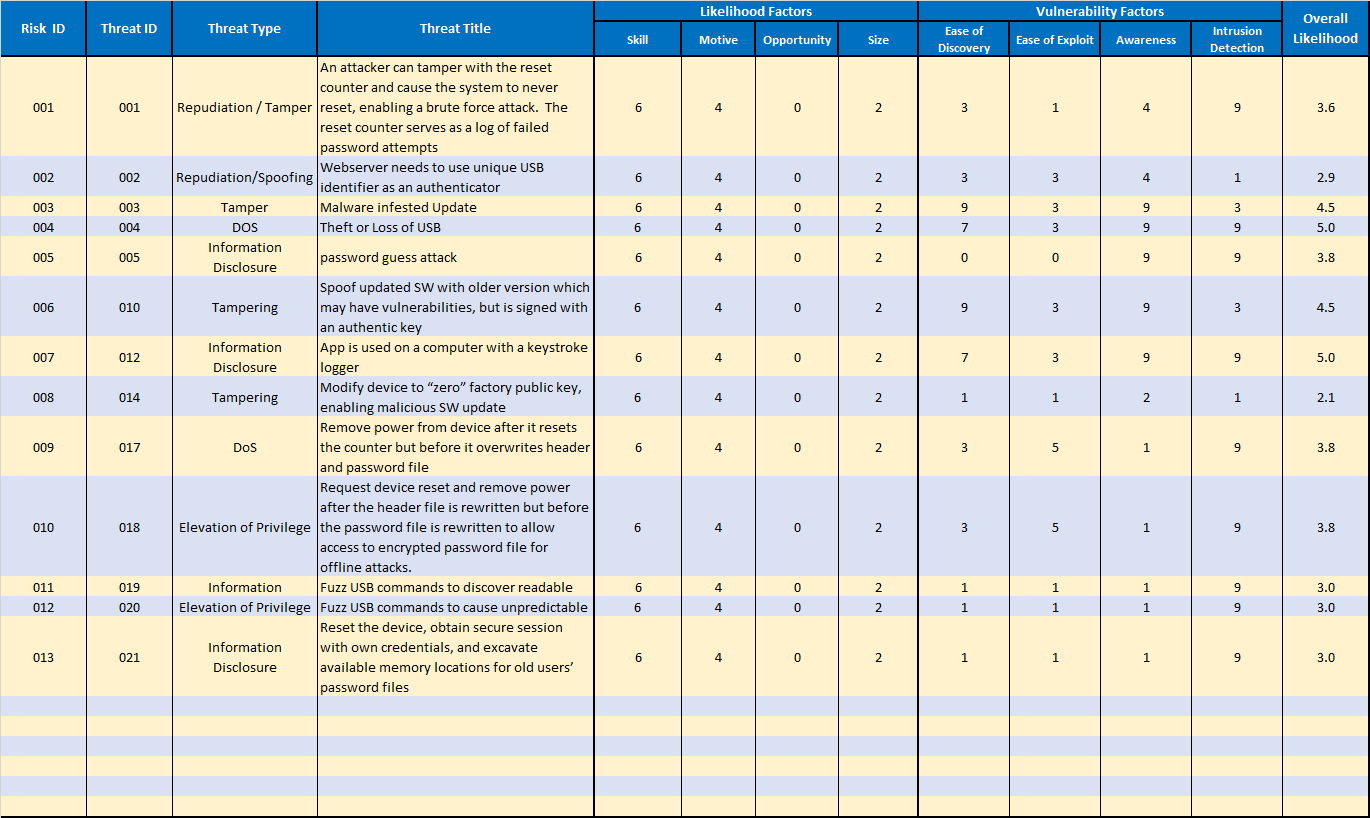 Risk ID Threat ID Threat Type Threat Title Likelihood Factors Vulnerability Factors Overall Likelihood
Skill Motive Opportunity Size Ease of Discovery Ease of Exploit Awareness Intrusion Detection
An attacker can tamper with the reset
counter and cause the system to never
001 001 Repudiation / Tamper reset, enabling a brute force attack. The 6 4 0 2 3 1 4 9 3.6
reset counter serves as a log of failed
password attempts
002 002 Repudiation/Spoofing Webserver needs to use unique USB 6 4 0 2 3 3 4 1 2.9
identifier as an authenticator
003 003 Tamper Malware infested Update 6 4 0 2 9 3 9 3 4.5
004 004 DOS Theft or Loss of USB 6 4 0 2 7 3 9 9 5.0
005 005 Information Disclosure password guess attack 6 4 0 2 0 0 9 9 3.8
Spoof updated SW with older version which
006 010 Tampering may have vulnerabilities, but is signed with 6 4 0 2 9 3 9 3 4.5
an authentic key
007 012 Information Disclosure App is used on a computer with a keystroke 6 4 0 2 7 3 9 9 5.0
logger
008 014 Tampering Modify device to “zero” factory public key, 6 4 0 2 1 1 2 1 2.1
enabling malicious SW update
Remove power from device after it resets
009 017 DoS the counter but before it overwrites header 6 4 0 2 3 5 1 9 3.8
and password file
Request device reset and remove power
after the header file is rewritten but before
010 018 Elevation of Privilege the password file is rewritten to allow 6 4 0 2 3 5 1 9 3.8
access to encrypted password file for
offline attacks.
011 019 Information Fuzz USB commands to discover readable 6 4 0 2 1 1 1 9 3.0
012 020 Elevation of Privilege Fuzz USB commands to cause unpredictable 6 4 0 2 1 1 1 9 3.0
Reset the device, obtain secure session
013 021 Information Disclosure with own credentials, and excavate 6 4 0 2 1 1 1 9 3.0
available memory locations for old users’
password files